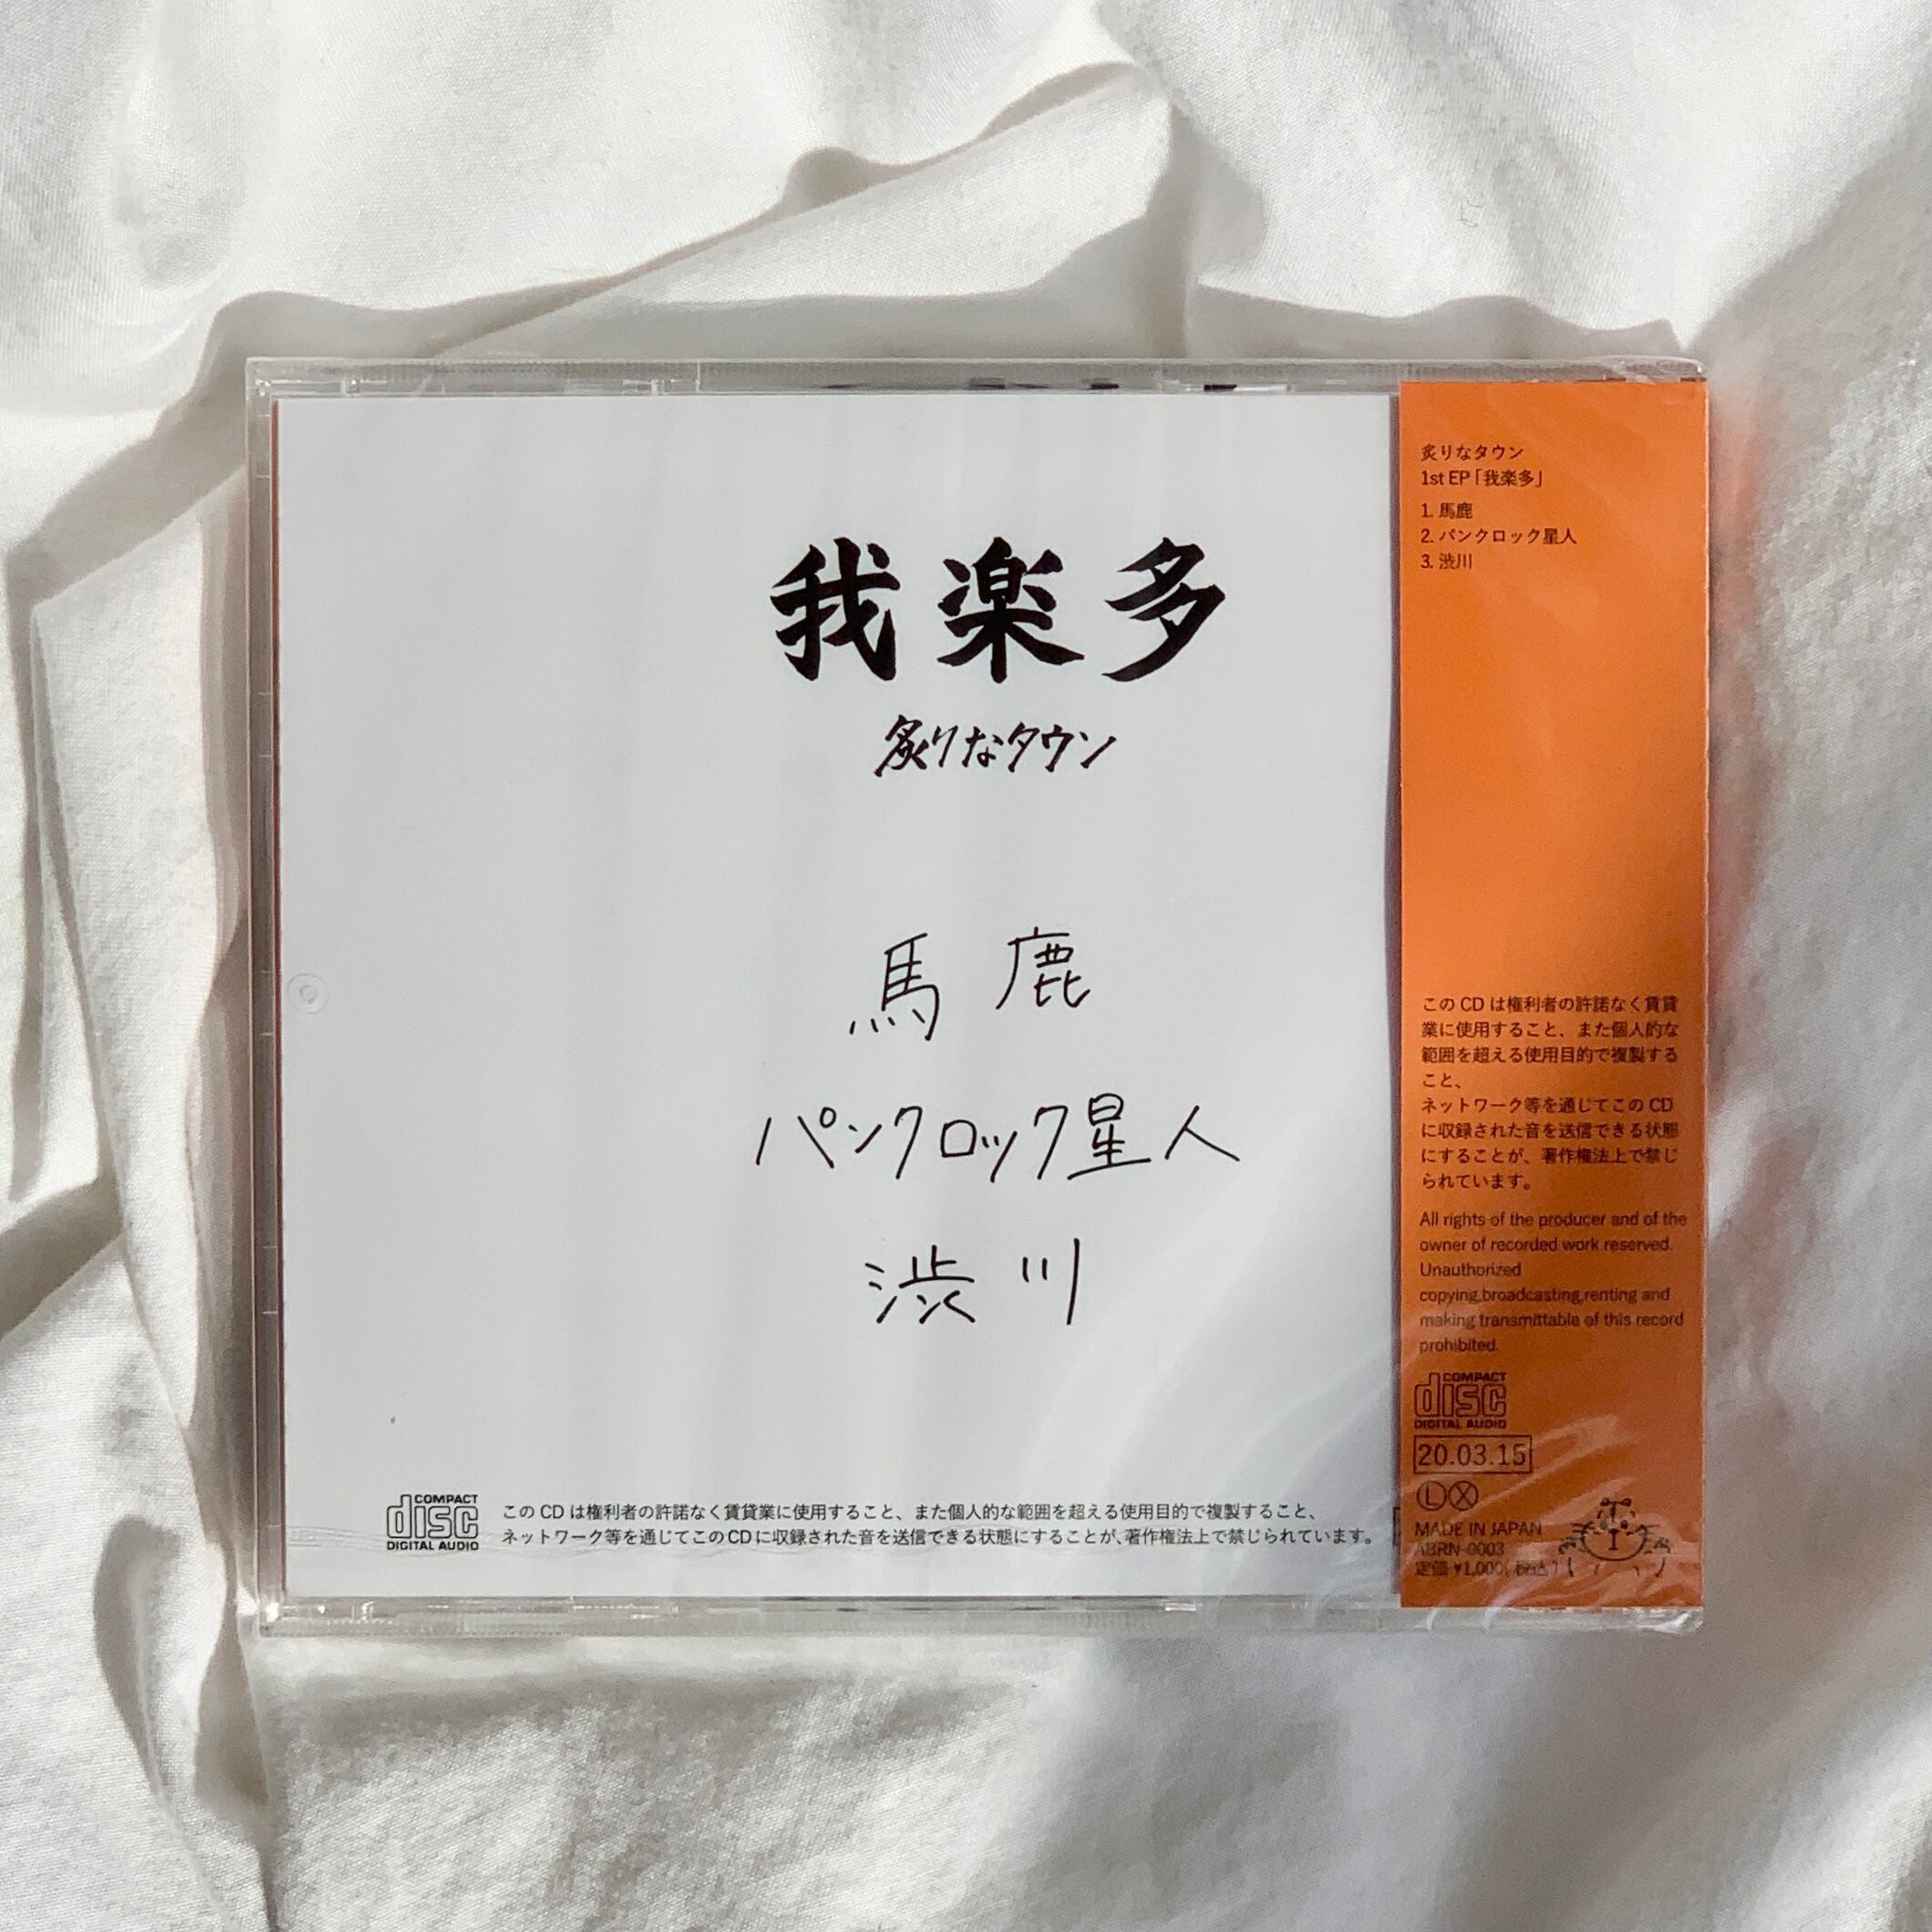 我楽多
炙りなタウン
馬鹿
パンクロック星人
渋川
COMPACT
disc
DIGITAL AUDIO
この CD は権利者の許諾なく賃貸業に使用すること、また個人的な範囲を超える使用目的で複製すること、
ネットワーク等を通じてこのCDに収録された音を送信できる状態にすることが、著作権法上で禁じられています。
炙りなタウン
1st EP「我楽多」
1. 馬鹿
2. パンクロック星人
3. 渋川
この CD は権利者の許諾なく賃貸
業に使用すること、また個人的な
範囲を超える使用目的で複製する
こと、
ネットワーク等を通じてこの CD
に収録された音を送信できる状態
にすることが、著作権法上で禁じ
られています。
All rights of the producer and of the
owner of recorded work reserved.
Unauthorized
copying,broadcasting,renting and
making transmittable of this record
prohibited.
COMPACT
disc
DIGITAL AUDIO
20.03.15
Ⓛ Ⓧ
MADE IN JAPAN
ABRN-0003
定価 ¥1,000(税込)